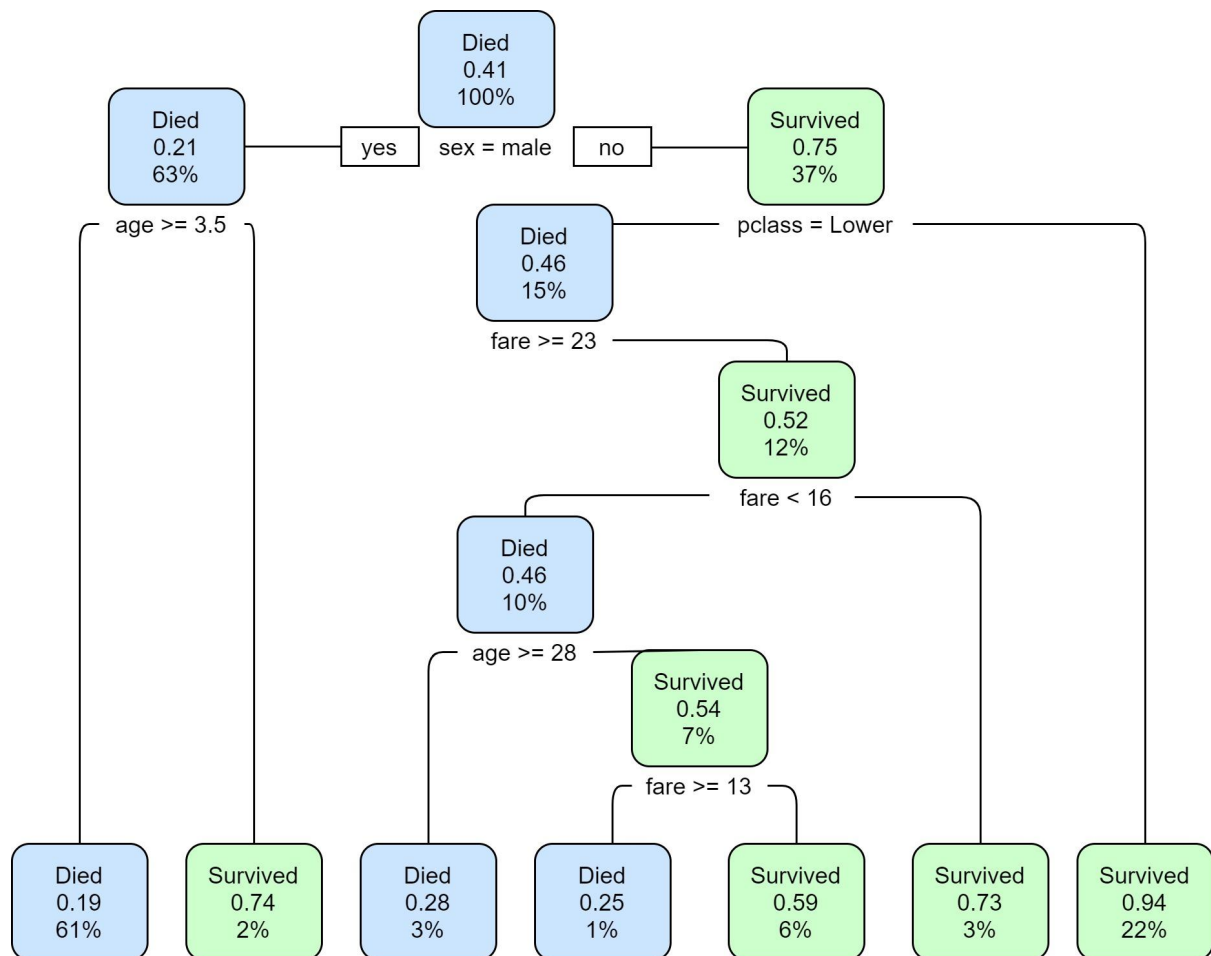 Died
0.41
100%
Died
0.21
63%
yes
sex = male
no
Survived
0.75
37%
age >= 3.5
Died
0.46
15%
pclass = Lower
fare >= 23
Survived
0.52
12%
fare < 16
Died
0.46
10%
age >= 28
Survived
0.54
7%
fare >= 13
Died
0.19
61%
Survived
0.74
2%
Died
0.28
3%
Died
0.25
1%
Survived
0.59
6%
Survived
0.73
3%
Survived
0.94
22%